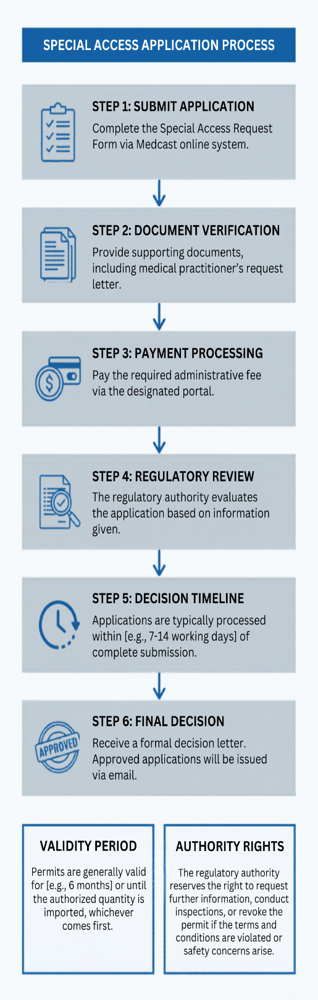 SPECIAL ACCESS APPLICATION PROCESS
STEP 1: SUBMIT APPLICATION
Complete the Special Access Request
Form via Medcast online system.
STEP 2: DOCUMENT VERIFICATION
Provide supporting documents,
including medical practitioner's request
letter.
$
STEP 3: PAYMENT PROCESSING
Pay the required administrative fee
via the designated portal.
STEP 4: REGULATORY REVIEW
The regulatory authority evaluates
the application based on information
given.
STEP 5: DECISION TIMELINE
Applications are typically processed
within [e.g., 7-14 working days] of
complete submission.
APPROVED
STEP 6: FINAL DECISION
Receive a formal decision letter.
Approved applications will be issued
via email.
VALIDITY PERIOD
Permits are generally valid
for [e.g., 6 months] or until
the authorized quantity is
imported, whichever
comes first.
AUTHORITY RIGHTS
The regulatory authority
reserves the right to request
further information, conduct
inspections, or revoke the
permit if the terms and
conditions are violated or
safety concerns arise.